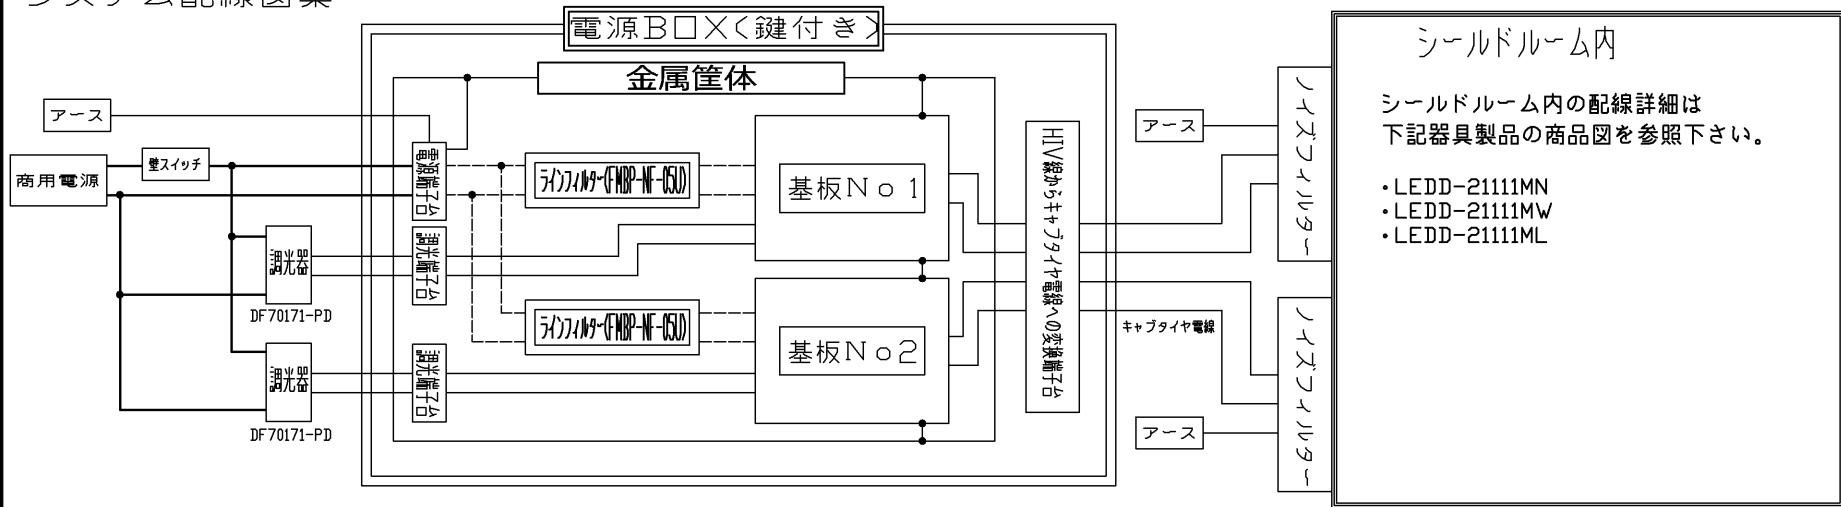 システム配線図集
電源BOX(鍵付き)
金属筐体
アース
商用電源
壁スイッチ
電源端子台
ラインフィルター(FMBP-NF-05U)
基板No1
調光器
DF70171-PD
調光端子台
ラインフィルター(FMBP-NF-05U)
基板No2
調光器
DF70171-PD
調光端子台
HIV線からキャブタイヤ電線への変換端子台
アース
ノイズフィルター
キャブタイヤ電線
アース
ノイズフィルター
シールドルーム内
シールドルーム内の配線詳細は
下記器具製品の商品図を参照下さい。
・LEDD-21111MN
・LEDD-21111MW
・LEDD-21111ML